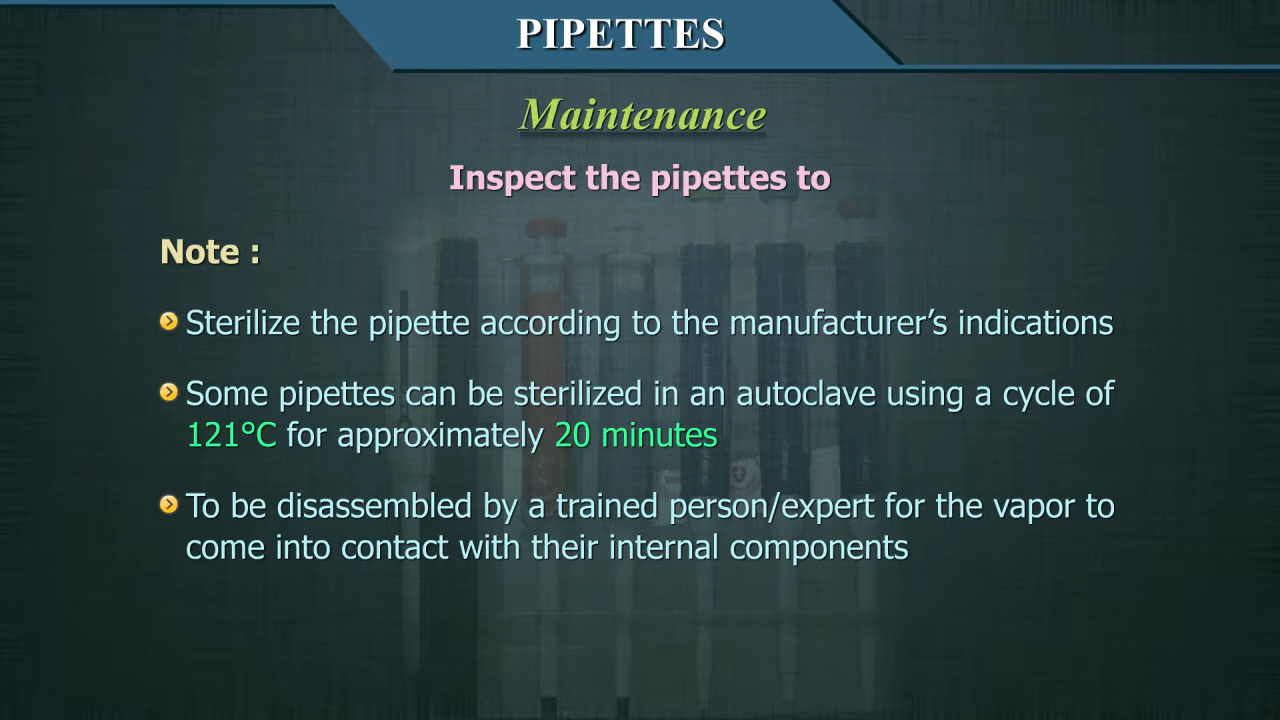 PIPETTES
Maintenance
Inspect the pipettes to
Note :
Sterilize the pipette according to the manufacturer’s indications
Some pipettes can be sterilized in an autoclave using a cycle of
121°C for approximately 20 minutes
To be disassembled by a trained person/expert for the vapor to
come into contact with their internal components